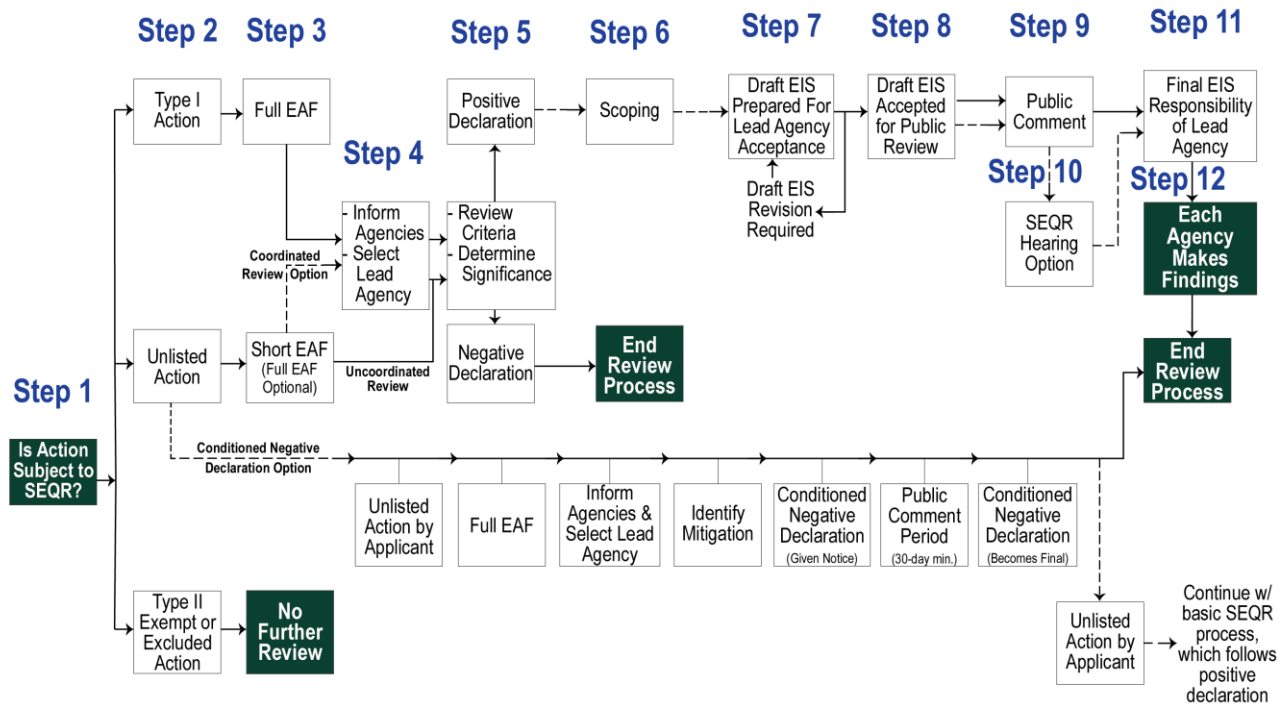 Step 1
Step 2
Step 3
Step 4
Step 5
Step 6
Step 7
Step 8
Step 9
Step 10
Step 11
Step 12
Is Action
Subject to
SEQR?
Type I
Action
Full EAF
- Inform
Agencies
- Select
Lead
Agency
Positive
Declaration
- Review
Criteria
- Determine
Significance
Negative
Declaration
End
Review
Process
Scoping
Draft EIS
Prepared For
Lead Agency
Acceptance
Draft EIS
Revision
Required
Draft EIS
Accepted
for Public
Review
Public
Comment
SEQR
Hearing
Option
Final EIS
Responsibility
of Lead
Agency
Each
Agency
Makes
Findings
End
Review
Process
Coordinated
Review Option
Unlisted
Action
Short EAF
(Full EAF
Optional)
Uncoordinated
Review
Conditioned Negative
Declaration Option
Unlisted
Action by
Applicant
Full EAF
Inform
Agencies &
Select Lead
Agency
Identify
Mitigation
Conditioned
Negative
Declaration
(Given Notice)
Public
Comment
Period
(30-day min.)
Conditioned
Negative
Declaration
(Becomes Final)
Type II
Exempt or
Excluded
Action
No
Further
Review
Unlisted
Action by
Applicant
Continue w/
basic SEQR
process,
which follows
positive
declaration